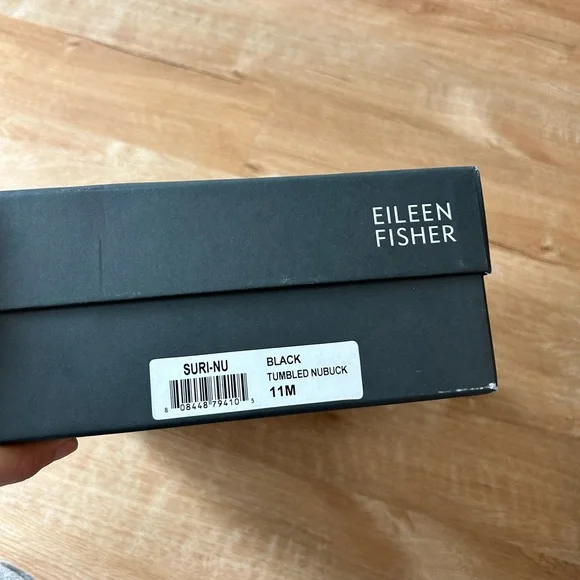 EILEEN
FISHER
SURI-NU
BLACK
TUMBLED NUBUCK
11M
8 08448 79410 5